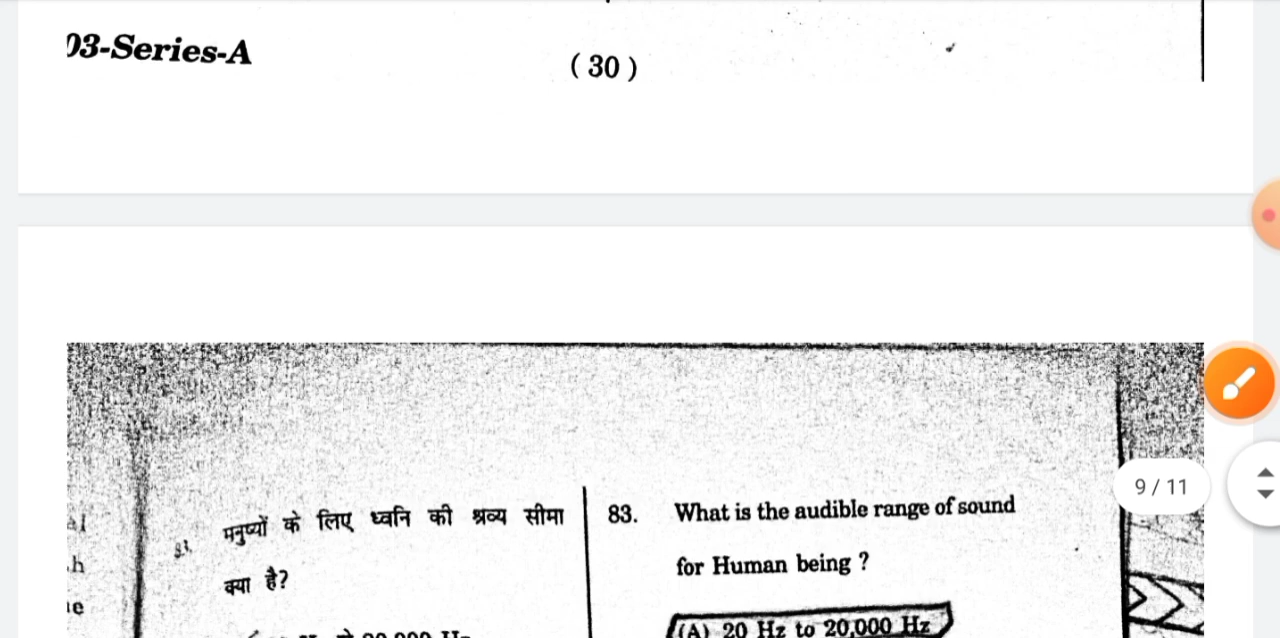 03-Series-A
( 30 )
9 / 11
मनुष्यों के लिए ध्वनि की श्रव्य सीमा
क्या है?
83. What is the audible range of sound
for Human being ?
(A) 20 Hz to 20,000 Hz